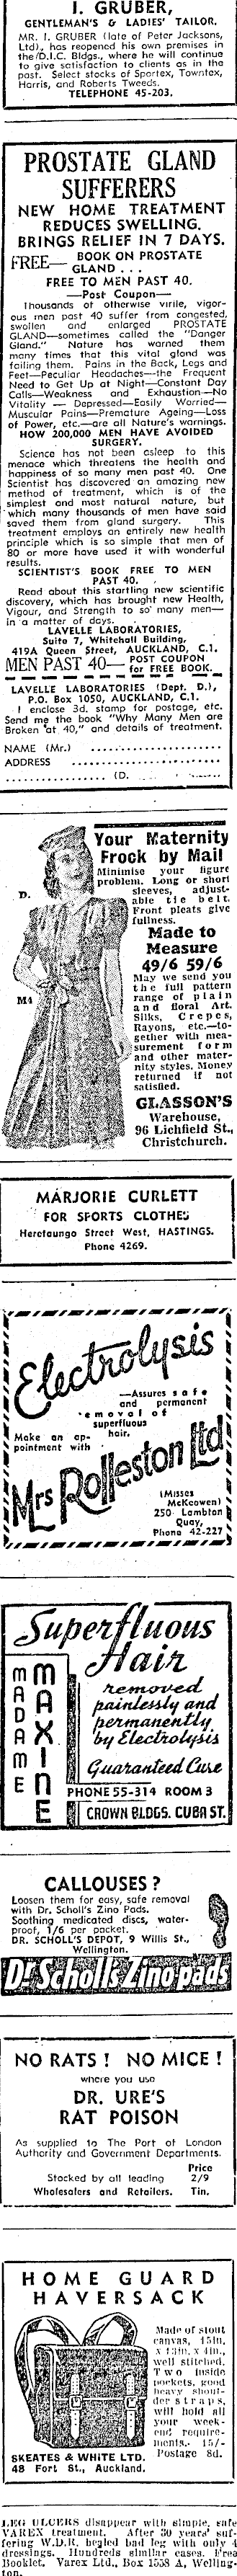 I. GRUBER,
GENTLEMAN'S & LADIES' TAILOR.
MR. I. GRUBER (late of Peter Jacksons,
Ltd), has reopened his own premises in
the D.I.C. Bldgs., where he will continue
to give satisfaction to clients as in the
past. Select stocks of Sportex, Towntex,
Harris, and Roberts Tweeds.
TELEPHONE 45-203.
PROSTATE GLAND
SUFFERERS
NEW HOME TREATMENT
REDUCES SWELLING.
BRINGS RELIEF IN 7 DAYS.
FREE— BOOK ON PROSTATE
GLAND . . .
FREE TO MEN PAST 40.
—Post Coupon—
Thousands of otherwise virile, vigor-
ous men past 40 suffer from congested,
swollen and enlarged PROSTATE
GLAND—sometimes called the "Danger
Gland." Nature has warned them
many times that this vital gland was
failing them. Pains in the Back, Legs and
Feet—Peculiar Headaches—the Frequent
Need to Get Up at Night—Constant Day
Calls—Weakness and Exhaustion—No
Vitality — Depressed—Easily Worried—
Muscular Pains—Premature Ageing—Loss
of Power, etc.—are all Nature's warnings.
HOW 200,000 MEN HAVE AVOIDED
SURGERY.
Science has not been asleep to this
menace which threatens the health and
happiness of so many men past 40. One
Scientist has discovered an amazing new
method of treatment, which is of the
simplest and most natural nature, but
which many thousands of men have said
saved them from gland surgery. This
treatment employs an entirely new health
principle which is so simple that men of
80 or more have used it with wonderful
results.
SCIENTIST'S BOOK FREE TO MEN
PAST 40.
Read about this startling new scientific
discovery, which has brought new Health,
Vigour, and Strength to so many men—
in a matter of days.
LAVELLE LABORATORIES,
Suite 7, Whitehall Building,
419A Queen Street, AUCKLAND, C.1.
MEN PAST 40— POST COUPON
for FREE BOOK.
LAVELLE LABORATORIES (Dept. D.),
P.O. Box 1050, AUCKLAND, C.1.
I enclose 3d. stamp for postage, etc.
Send me the book "Why Many Men are
Broken at 40," and details of treatment.
NAME (Mr.) ....................
ADDRESS ....................
.................... (D.
Your Maternity
Frock by Mail
Minimise your figure
problem. Long or short
sleeves, adjust-
able tie belt.
Front pleats give
fullness.
Made to
Measure
49/6 59/6
May we send you
the full pattern
range of plain
and floral Art.
Silks, Crepes,
Rayons, etc.—to-
gether with mea-
surement form
and other mater-
nity styles. Money
returned if not
satisfied.
GLASSON'S
Warehouse,
96 Lichfield St.,
Christchurch.
D.
M4
MARJORIE CURLETT
FOR SPORTS CLOTHES
Heretaunga Street West, HASTINGS.
Phone 4269.
Electrolysis
—Assures safe
and permanent
removal of
superfluous
hair.
Make an ap-
pointment with
Mrs Rolleston Ltd
(Misses
McKeowen)
250 Lambton
Quay,
Phone 42-227
Superfluous
Hair
removed
painlessly and
permanently
by Electrolysis
Guaranteed Cure
MADAME
MAXINE
PHONE 55-314 ROOM 3
CROWN BLDGS. CUBA ST.
CALLOUSES?
Loosen them for easy, safe removal
with Dr. Scholl's Zino Pads.
Soothing medicated discs, water-
proof, 1/6 per packet.
DR. SCHOLL'S DEPOT, 9 Willis St.,
Wellington.
Dr Scholl's Zino pads
NO RATS! NO MICE!
where you use
DR. URE'S
RAT POISON
As supplied to The Port of London
Authority and Government Departments.
Price
Stocked by all leading 2/9
Wholesalers and Retailers. Tin.
HOME GUARD
HAVERSACK
Made of stout
canvas, 15in.
x 13in. x 4in.,
well stitched.
Two inside
pockets, good
heavy shoul-
der straps,
will hold all
your week-
end require-
ments.. 15/-
Postage 8d.
SKEATES & WHITE LTD.
48 Fort St., Auckland.
LEG ULCERS disappear with simple, safe
VAREX treatment. After 30 years' suf-
fering W.D.R. healed bad leg with only 4
dressings. Hundreds similar cases. Free
Booklet. Varex Ltd., Box 1558 A, Welling-
ton.